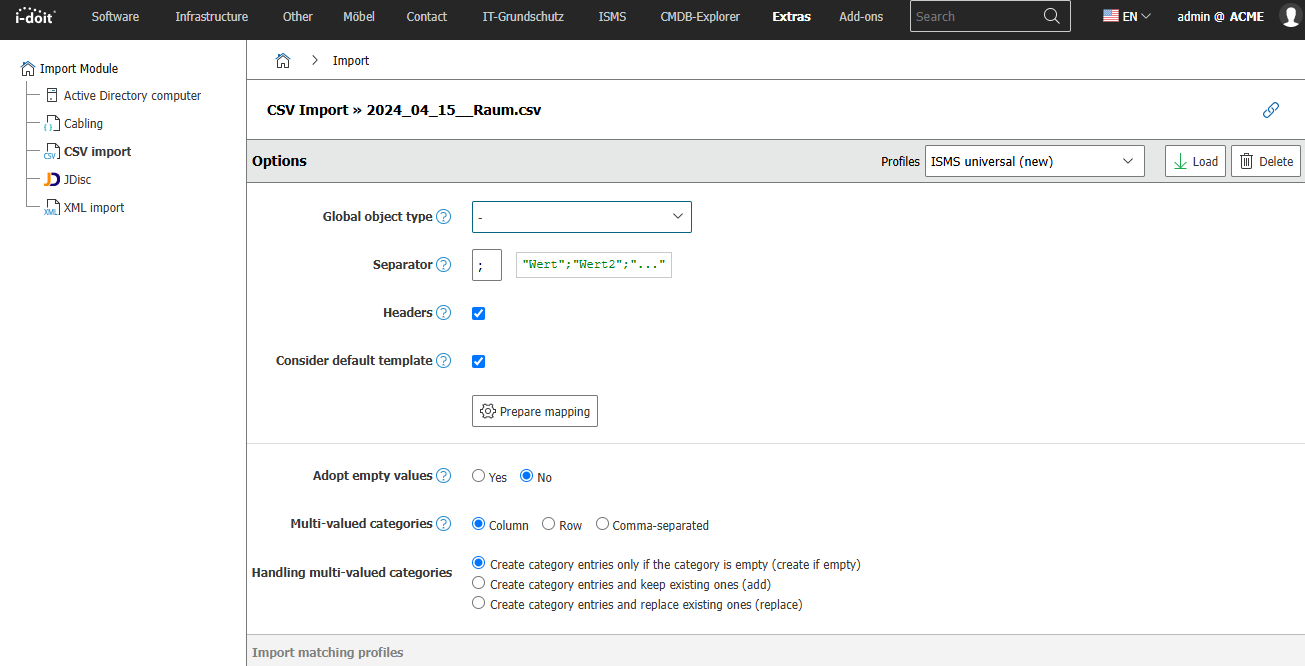 i-doit Software Infrastructure Other Möbel Contact IT-Grundschutz ISMS CMDB-Explorer Extras Add-ons Search EN admin @ ACME
Import Module
Active Directory computer
Cabling
CSV CSV import
JDisc
XML XML import
Import
CSV Import » 2024_04_15__Raum.csv
Options Profiles ISMS universal (new) Load Delete
Global object type ? -
Separator ? ; "Wert";"Wert2";"..."
Headers ?
Consider default template ?
Prepare mapping
Adopt empty values ? Yes No
Multi-valued categories ? Column Row Comma-separated
Handling multi-valued categories Create category entries only if the category is empty (create if empty)
Create category entries and keep existing ones (add)
Create category entries and replace existing ones (replace)
Import matching profiles